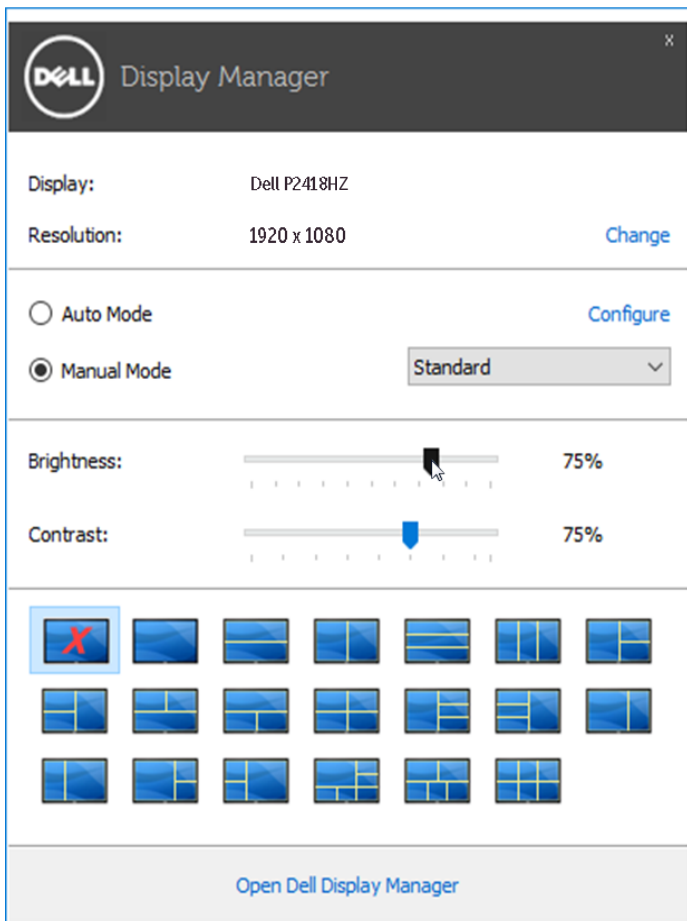 DELL Display Manager x
Display: Dell P2418HZ
Resolution: 1920 x 1080 Change
Auto Mode Configure
Manual Mode Standard
Brightness: 75%
Contrast: 75%
Open Dell Display Manager